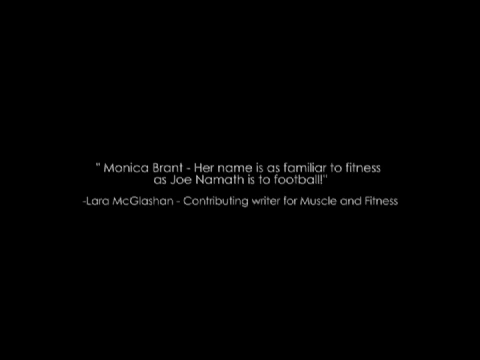 " Monica Brant - Her name is as familiar to fitness
as Joe Namath is to football!"
-Lara McGlashan - Contributing writer for Muscle and Fitness